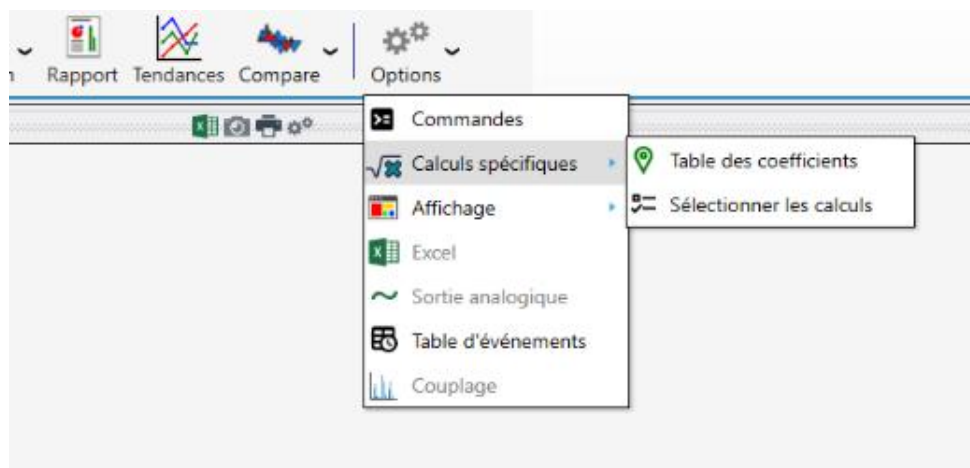 Rapport Tendances Compare Options
Commandes
Calculs spécifiques
Table des coefficients
Affichage
Sélectionner les calculs
Excel
Sortie analogique
Table d'événements
Couplage